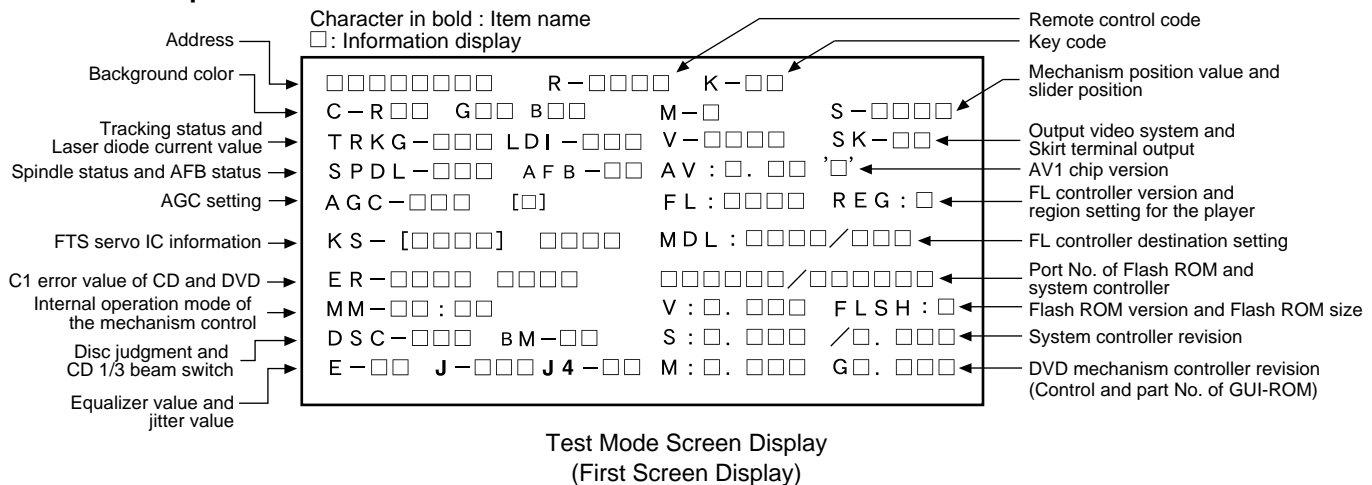 Character in bold : Item name
□ : Information display
Address
Background color
Tracking status and
Laser diode current value
Spindle status and AFB status
AGC setting
FTS servo IC information
C1 error value of CD and DVD
Internal operation mode of
the mechanism control
Disc judgment and
CD 1/3 beam switch
Equalizer value and
jitter value
□□□□□□□□ R–□□□□ K–□□
C–R□□ G□□ B□□ M–□ S–□□□□
TRKG–□□□ LDI–□□□ V–□□□□ SK–□□
SPDL–□□□ AFB–□□ AV:□. □□ '□'
AGC–□□□ [□] FL:□□□□ REG:□
KS– [□□□□] □□□□ MDL:□□□□/□□□
ER–□□□□ □□□□ □□□□□□/□□□□□□
MM–□□:□□ V:□. □□□ FLSH:□
DSC–□□□ BM–□□ S:□. □□□ /□. □□□
E–□□ J–□□□ J4–□□ M:□. □□□ G□. □□□
Remote control code
Key code
Mechanism position value and
slider position
Output video system and
Skirt terminal output
AV1 chip version
FL controller version and
region setting for the player
FL controller destination setting
Port No. of Flash ROM and
system controller
Flash ROM version and Flash ROM size
System controller revision
DVD mechanism controller revision
(Control and part No. of GUI-ROM)
Test Mode Screen Display
(First Screen Display)